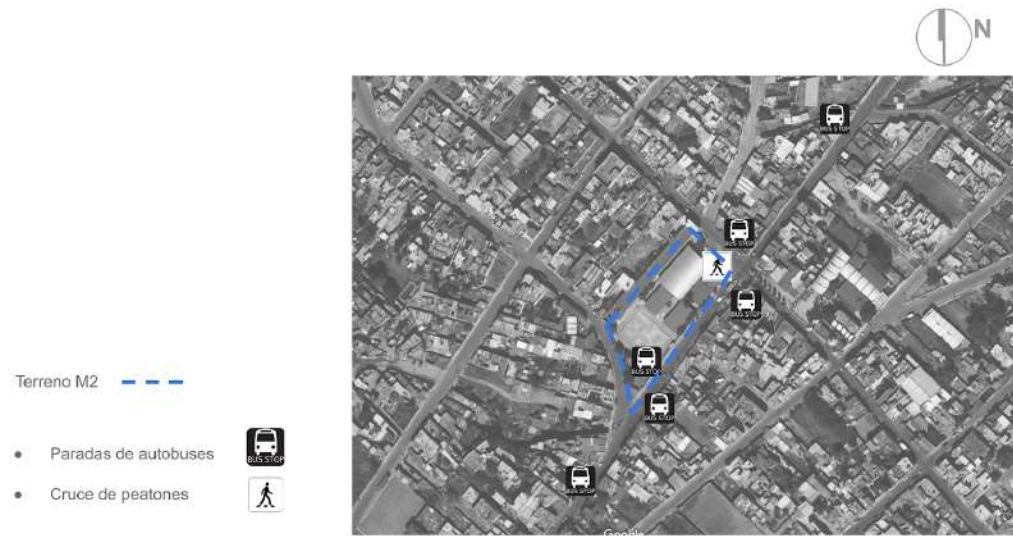 N
BUS STOP
BUS STOP
BUS STOP
BUS STOP
BUS STOP
BUS STOP
Google
Terreno M2
Paradas de autobuses
BUS STOP
Cruce de peatones